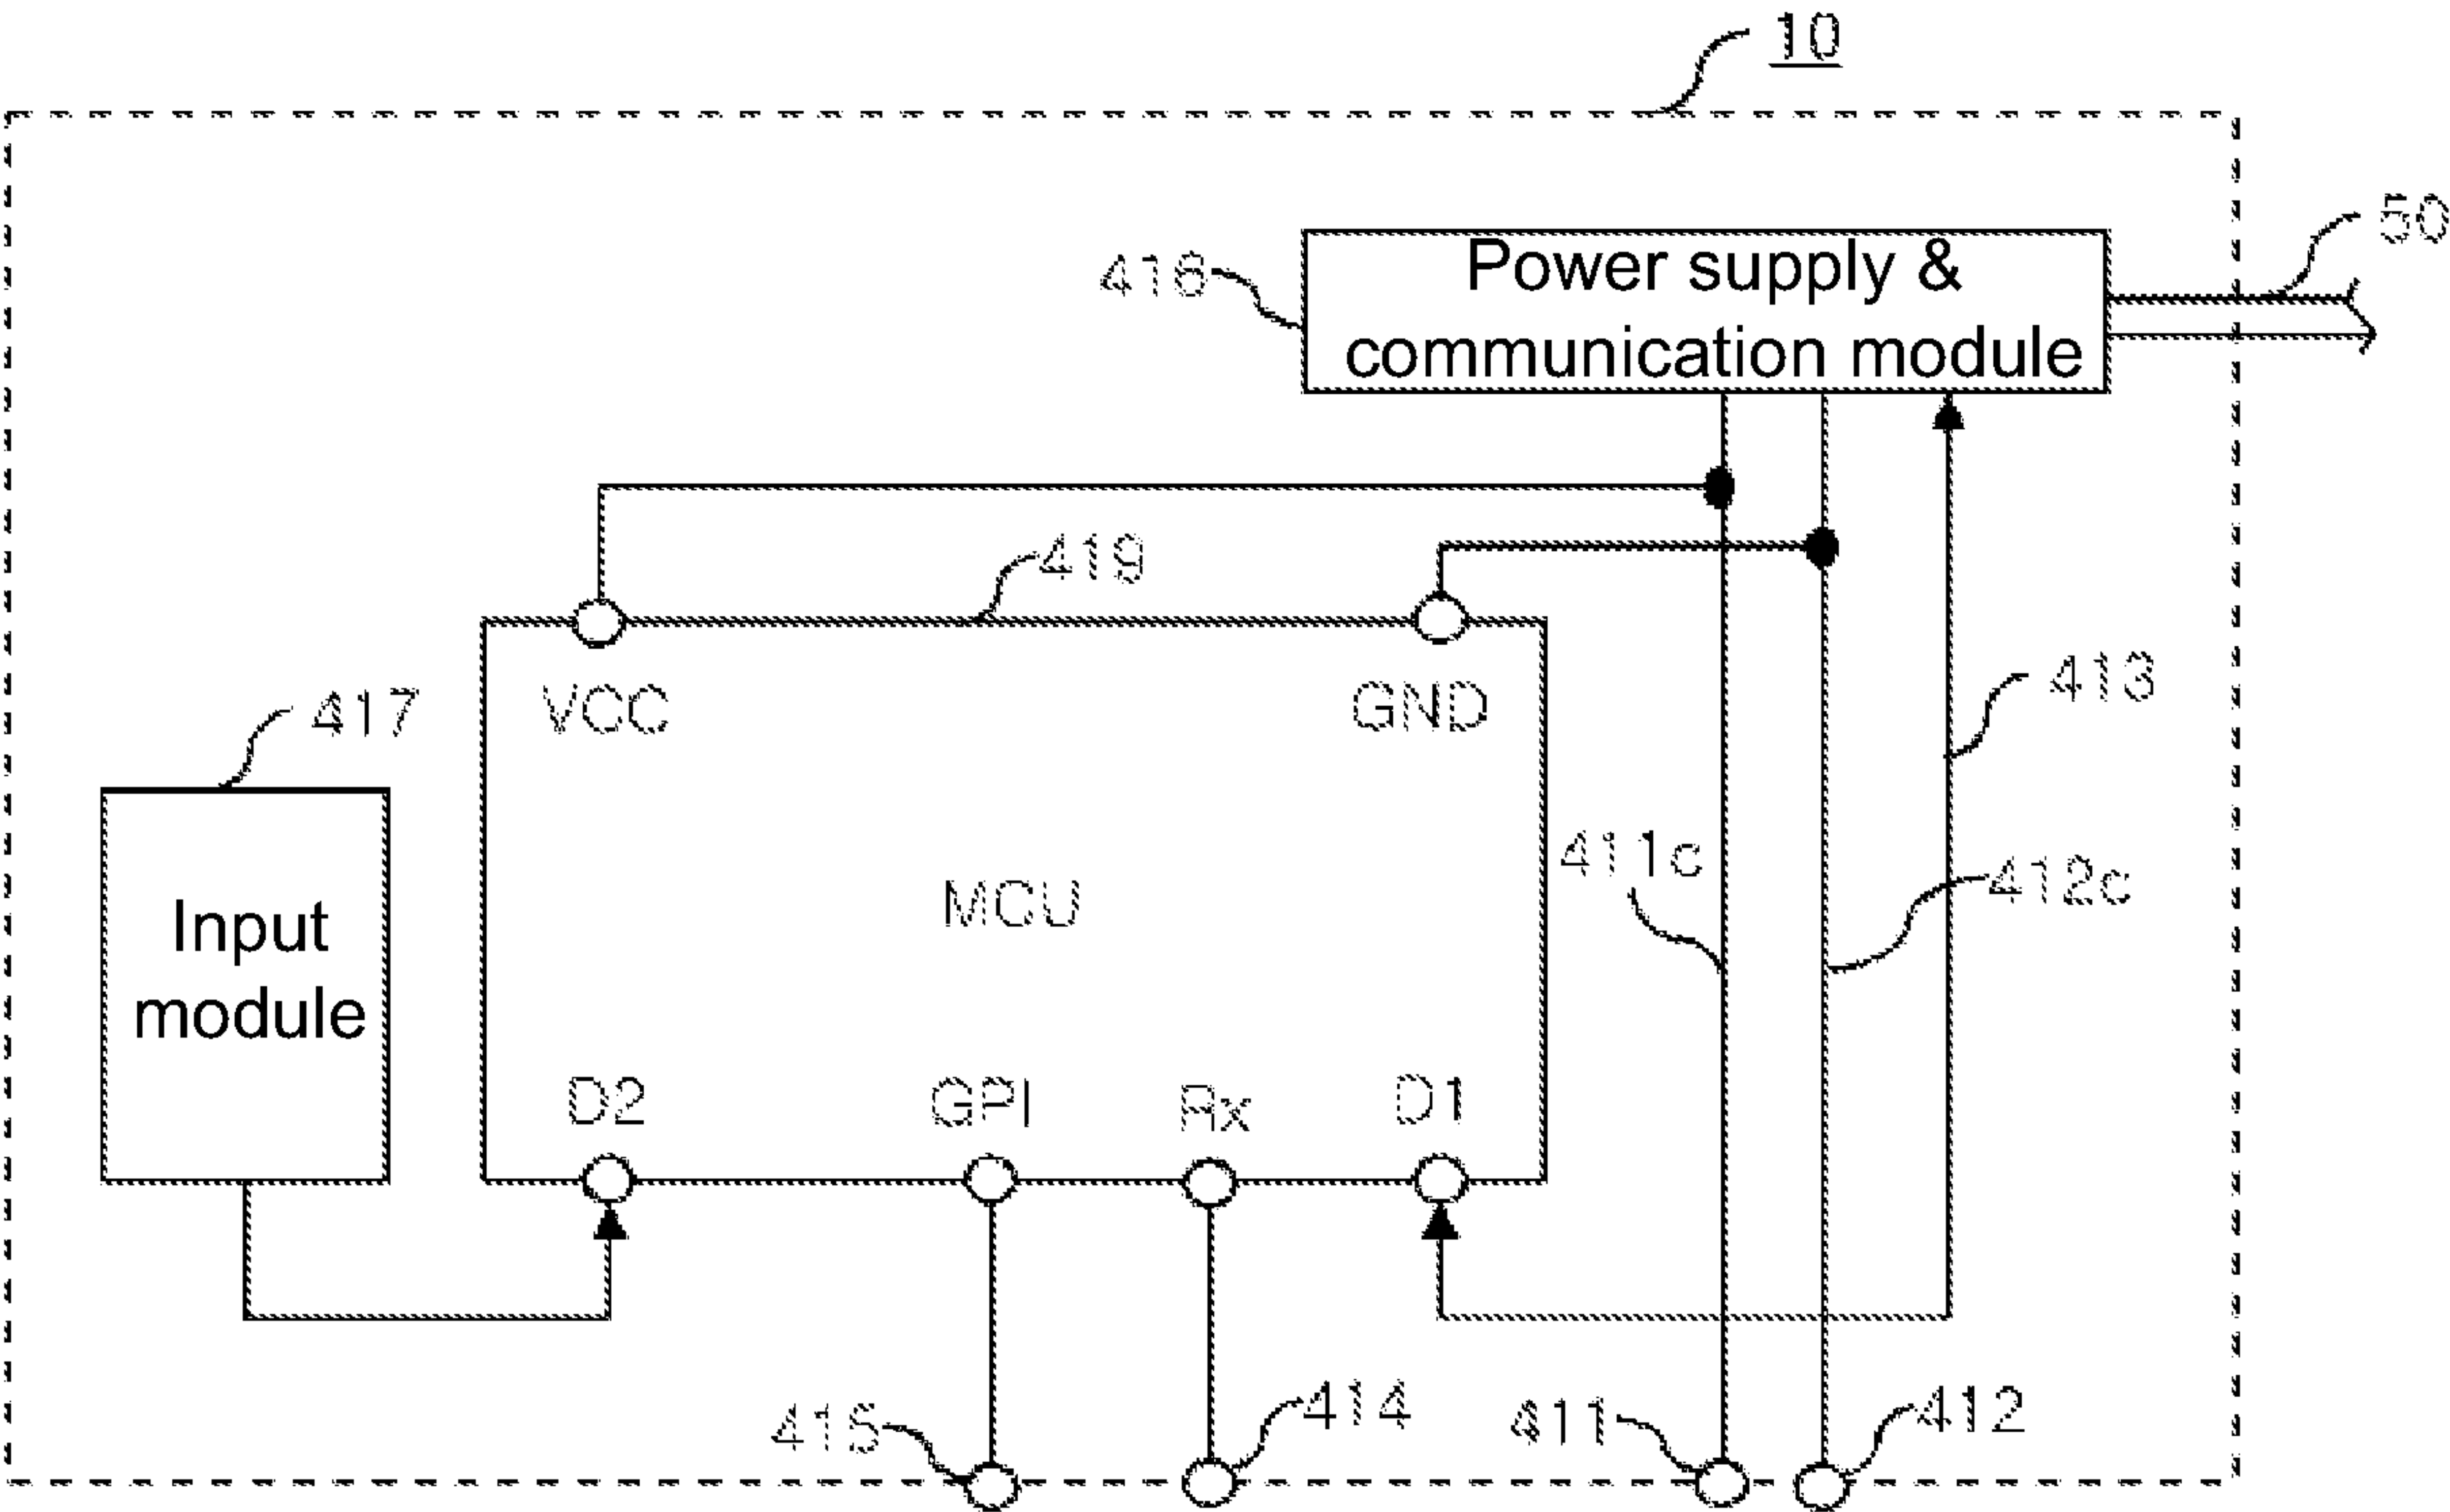 10
50
416
Power supply &
communication module
419
417
VCC
GND
413
411c
412c
MCU
Input
module
D2
GPI
Rx
D1
415
414
411
412